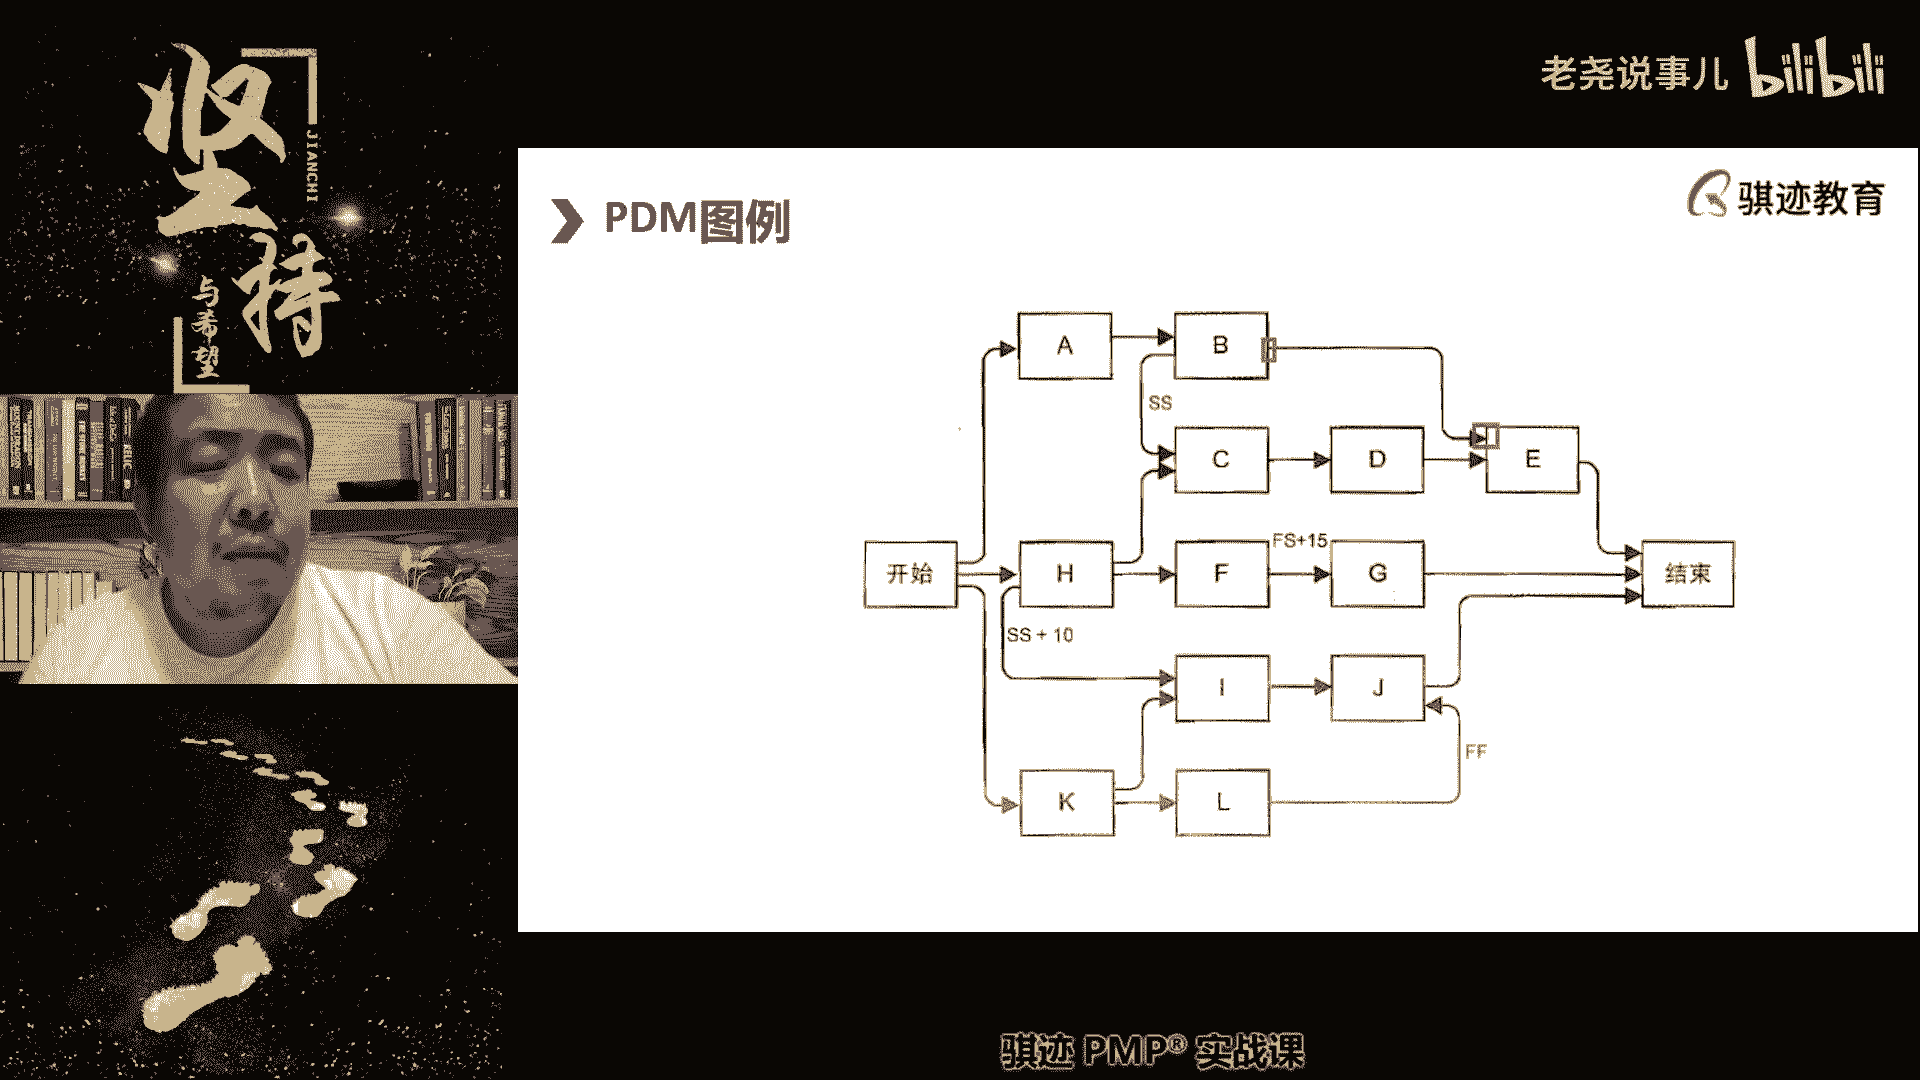 坚持
JIANCHI
与希望
老尧说事儿 bilibili
骐迹教育
PDM图例
A
B
SS
C
D
E
开始
H
F
FS+15
G
结束
SS + 10
I
J
FF
K
L
骐迹 PMP® 实战课